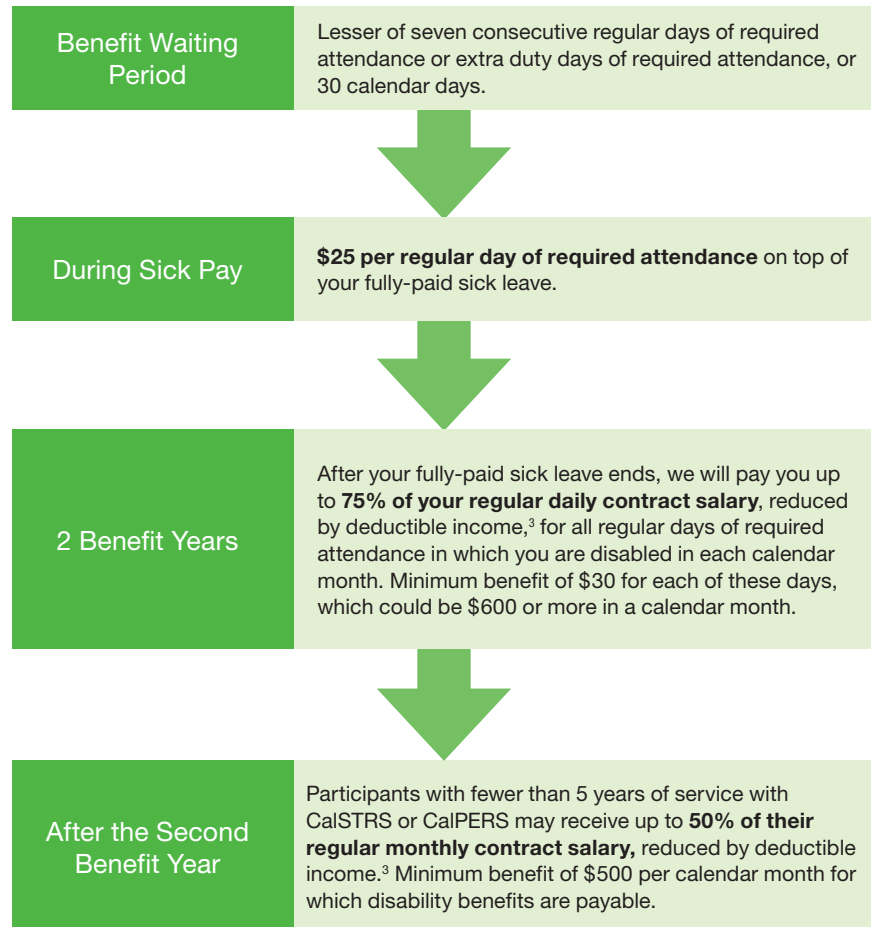 Benefit Waiting
Period
Lesser of seven consecutive regular days of required
attendance or extra duty days of required attendance, or
30 calendar days.
During Sick Pay
$25 per regular day of required attendance on top of
your fully-paid sick leave.
2 Benefit Years
After your fully-paid sick leave ends, we will pay you up
to 75% of your regular daily contract salary, reduced
by deductible income,³ for all regular days of required
attendance in which you are disabled in each calendar
month. Minimum benefit of $30 for each of these days,
which could be $600 or more in a calendar month.
After the Second
Benefit Year
Participants with fewer than 5 years of service with
CalSTRS or CalPERS may receive up to 50% of their
regular monthly contract salary, reduced by deductible
income.³ Minimum benefit of $500 per calendar month for
which disability benefits are payable.